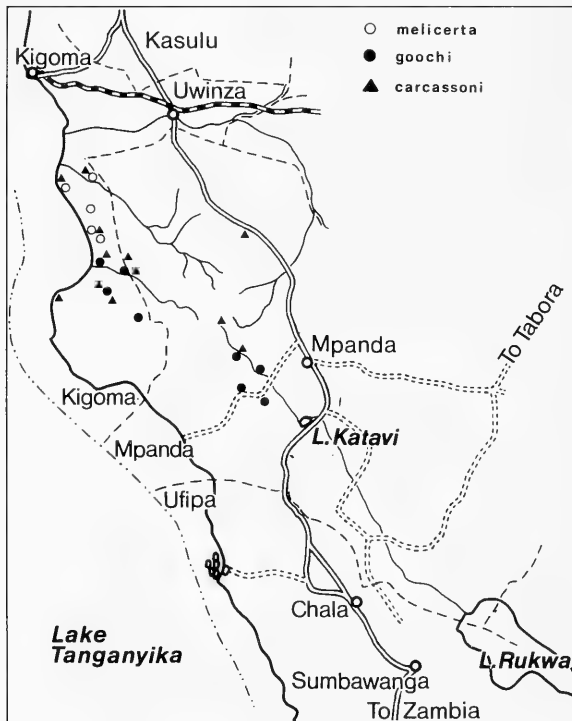 Kasulu
Kigoma
Uwinza
melicerta
goochi
carcassoni
Mpanda
To Tabora
Kigoma
Mpanda
L.Katavi
Ufipa
Chala
Lake
Tanganyika
L.Rukwa
Sumbawanga
To Zambia